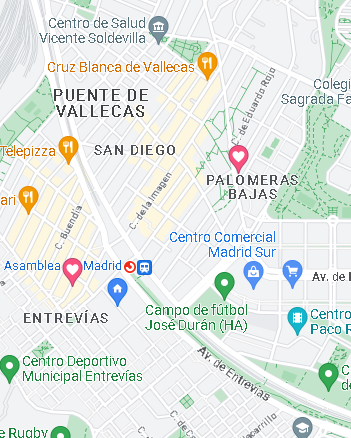 Centro de Salud
Vicente Soldevilla
Cruz Blanca de Vallecas
Colegi
Sagrada Fa
C. de Eduardo Rojo
PUENTE DE
VALLECAS
Telepizza
SAN DIEGO
PALOMERAS
BAJAS
C. de la Imagen
ari
C. Buendia
Centro Comercial
Madrid Sur
Asamblea
Madrid
Av. de
Campo de fútbol
José Durán (HA)
ENTREVÍAS
Centro
Paco R
Av. de Entrevías
Centro Deportivo
Municipal Entrevías
C
de
e Rugby